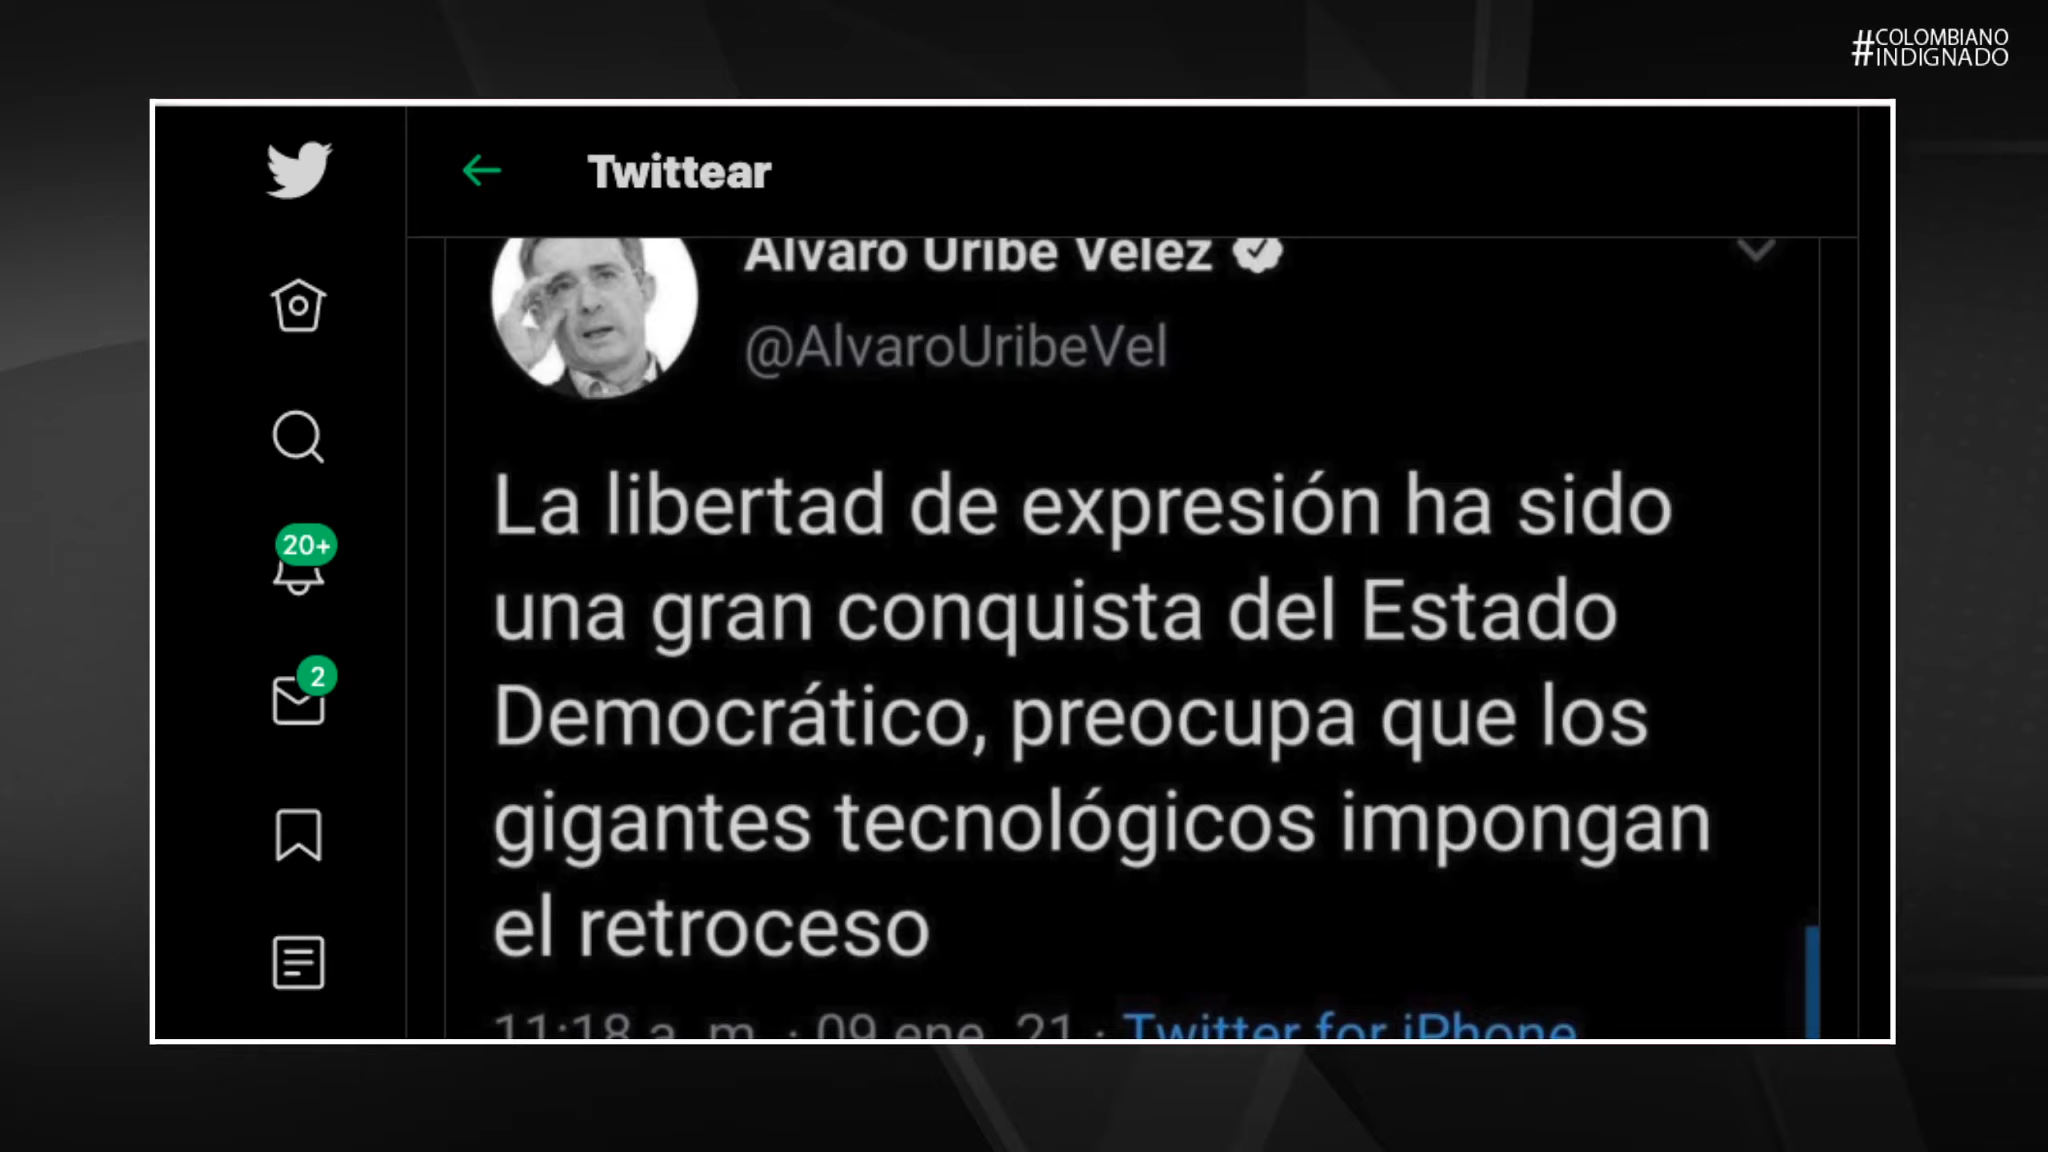 #COLOMBIANO
INDIGNADO
Twittear
Alvaro Uribe Velez
@AlvaroUribeVel
La libertad de expresión ha sido
una gran conquista del Estado
Democrático, preocupa que los
gigantes tecnológicos impongan
el retroceso
11:18 a. m. · 09 ene. 21 · Twitter for iPhone
20+
2